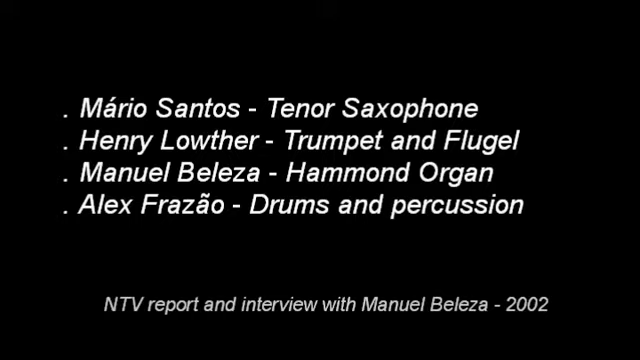 . Mário Santos - Tenor Saxophone
. Henry Lowther - Trumpet and Flugel
. Manuel Beleza - Hammond Organ
. Alex Frazão - Drums and percussion
NTV report and interview with Manuel Beleza - 2002